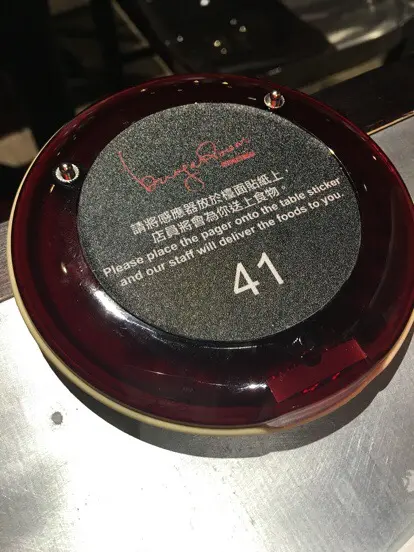 請將感應器放於檯面貼紙上
店員將會為你送上食物。
Please place the pager onto the table sticker
and our staff will deliver the foods to you.
41